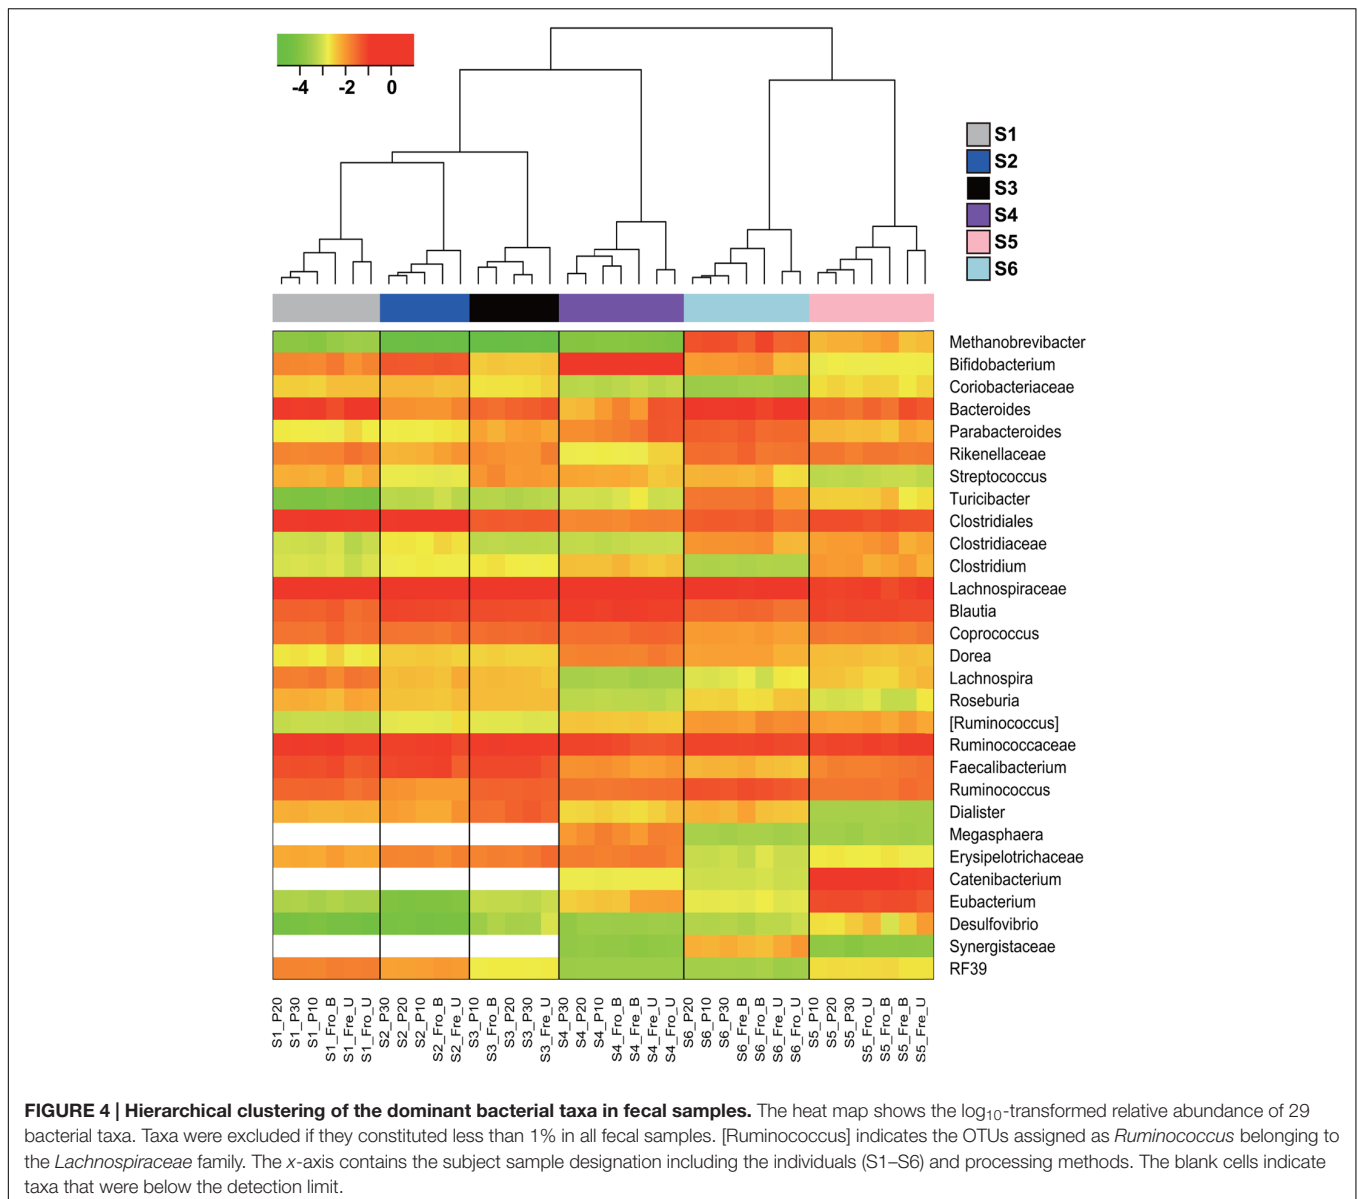 -4 -2 0
S1
S2
S3
S4
S5
S6
Methanobrevibacter
Bifidobacterium
Coriobacteriaceae
Bacteroides
Parabacteroides
Rikenellaceae
Streptococcus
Turicibacter
Clostridiales
Clostridiaceae
Clostridium
Lachnospiraceae
Blautia
Coprococcus
Dorea
Lachnospira
Roseburia
[Ruminococcus]
Ruminococcaceae
Faecalibacterium
Ruminococcus
Dialister
Megasphaera
Erysipelotrichaceae
Catenibacterium
Eubacterium
Desulfovibrio
Synergistaceae
RF39
S1_P20
S1_P30
S1_P10
S1_Fro_B
S1_Fre_U
S1_Fro_U
S2_P30
S2_P20
S2_P10
S2_Fro_B
S2_Fre_U
S3_P10
S3_Fro_B
S3_P20
S3_P30
S3_Fre_U
S4_P30
S4_P20
S4_P10
S4_Fro_B
S4_Fre_B
S4_Fre_U
S4_Fro_U
S6_P20
S6_P10
S6_P30
S6_Fre_B
S6_Fro_B
S6_Fre_U
S6_Fro_U
S5_P10
S5_P20
S5_P30
S5_Fro_U
S5_Fro_B
S5_Fre_B
S5_Fre_U
FIGURE 4 | Hierarchical clustering of the dominant bacterial taxa in fecal samples. The heat map shows the log10-transformed relative abundance of 29
bacterial taxa. Taxa were excluded if they constituted less than 1% in all fecal samples. [Ruminococcus] indicates the OTUs assigned as Ruminococcus belonging to
the Lachnospiraceae family. The x-axis contains the subject sample designation including the individuals (S1–S6) and processing methods. The blank cells indicate
taxa that were below the detection limit.